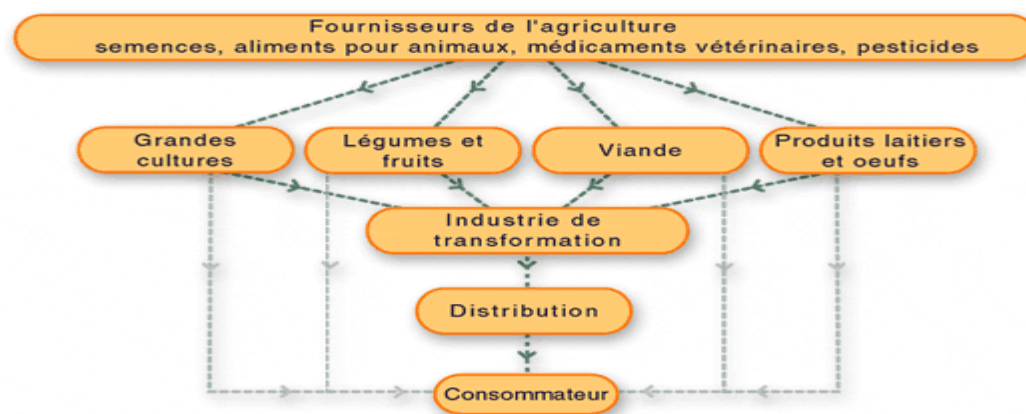 Fournisseurs de l'agriculture
semences, aliments pour animaux, médicaments vétérinaires, pesticides
Grandes
cultures
Légumes et
fruits
Viande
Produits laitiers
et oeufs
Industrie de
transformation
Distribution
Consommateur